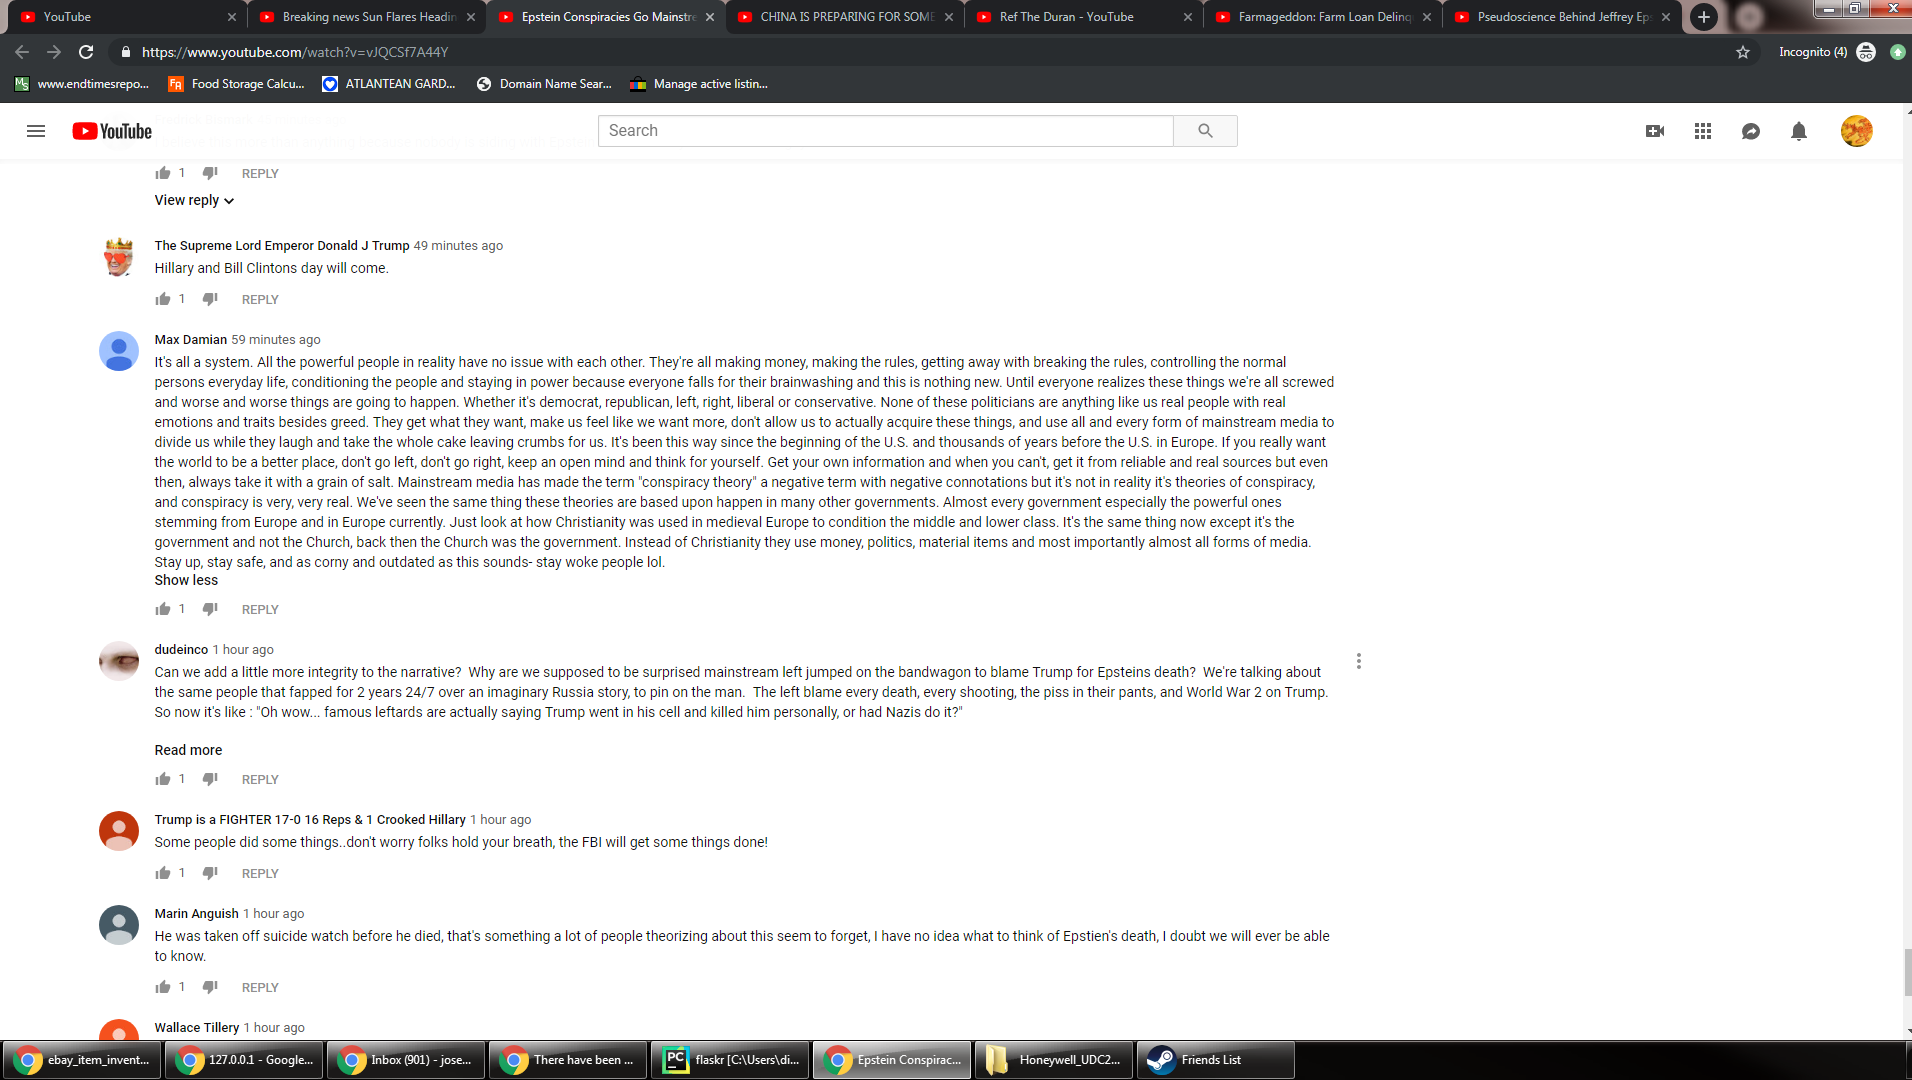 YouTube
Breaking news Sun Flares Headin
Epstein Conspiracies Go Mainstre
CHINA IS PREPARING FOR SOME
Ref The Duran - YouTube
Farmageddon: Farm Loan Delinq
Pseudoscience Behind Jeffrey Ep
https://www.youtube.com/watch?v=vJQCSf7A44Y
Incognito (4)
www.endtimesrepo...
Food Storage Calcu...
ATLANTEAN GARD...
Domain Name Sear...
Manage active listin...
YouTube
Search
1 REPLY
View reply
The Supreme Lord Emperor Donald J Trump 49 minutes ago
Hillary and Bill Clintons day will come.
1 REPLY
Max Damian 59 minutes ago
It's all a system. All the powerful people in reality have no issue with each other. They're all making money, making the rules, getting away with breaking the rules, controlling the normal
persons everyday life, conditioning the people and staying in power because everyone falls for their brainwashing and this is nothing new. Until everyone realizes these things we're all screwed
and worse and worse things are going to happen. Whether it's democrat, republican, left, right, liberal or conservative. None of these politicians are anything like us real people with real
emotions and traits besides greed. They get what they want, make us feel like we want more, don't allow us to actually acquire these things, and use all and every form of mainstream media to
divide us while they laugh and take the whole cake leaving crumbs for us. It's been this way since the beginning of the U.S. and thousands of years before the U.S. in Europe. If you really want
the world to be a better place, don't go left, don't go right, keep an open mind and think for yourself. Get your own information and when you can't, get it from reliable and real sources but even
then, always take it with a grain of salt. Mainstream media has made the term "conspiracy theory" a negative term with negative connotations but it's not in reality it's theories of conspiracy,
and conspiracy is very, very real. We've seen the same thing these theories are based upon happen in many other governments. Almost every government especially the powerful ones
stemming from Europe and in Europe currently. Just look at how Christianity was used in medieval Europe to condition the middle and lower class. It's the same thing now except it's the
government and not the Church, back then the Church was the government. Instead of Christianity they use money, politics, material items and most importantly almost all forms of media.
Stay up, stay safe, and as corny and outdated as this sounds- stay woke people lol.
Show less
1 REPLY
dudeinco 1 hour ago
Can we add a little more integrity to the narrative?  Why are we supposed to be surprised mainstream left jumped on the bandwagon to blame Trump for Epsteins death?  We're talking about
the same people that fapped for 2 years 24/7 over an imaginary Russia story, to pin on the man.  The left blame every death, every shooting, the piss in their pants, and World War 2 on Trump.
So now it's like : "Oh wow... famous leftards are actually saying Trump went in his cell and killed him personally, or had Nazis do it?"
Read more
1 REPLY
Trump is a FIGHTER 17-0 16 Reps & 1 Crooked Hillary 1 hour ago
Some people did some things..don't worry folks hold your breath, the FBI will get some things done!
1 REPLY
Marin Anguish 1 hour ago
He was taken off suicide watch before he died, that's something a lot of people theorizing about this seem to forget, I have no idea what to think of Epstien's death, I doubt we will ever be able
to know.
1 REPLY
Wallace Tillery 1 hour ago
ebay_item_invent...
127.0.0.1 - Google...
Inbox (901) - jose...
There have been ...
PC
flaskr [C:\Users\di...
Epstein Conspirac...
Honeywell_UDC2...
Friends List